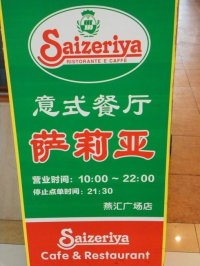 Saizeriya
RISTORANTE E CAFFÈ
意式餐厅
萨莉亚
营业时间：10:00 ~ 22:00
停止点单时间：21:30
燕汇广场店
Saizeriya
Cafe & Restaurant